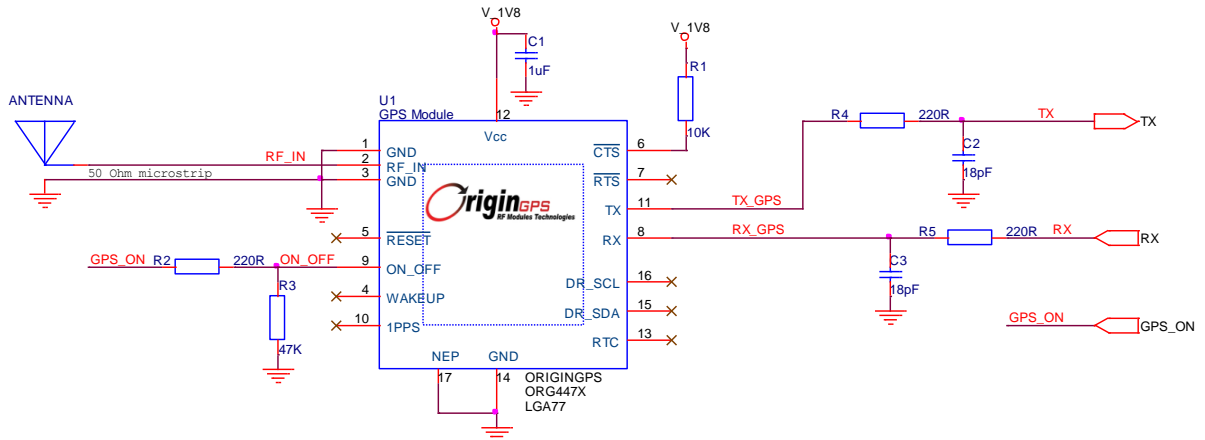 V_1V8
C1
1uF
V_1V8
R1
10K
ANTENNA
U1
GPS Module
12
Vcc
R4
220R
TX
TX
C2
18pF
1
GND
RF_IN
2
RF_IN
50 Ohm microstrip
3
GND
CTS
6
RTS
7
OriginGPS
RF Modules Technologies
TX
11
TX_GPS
RX
8
RX_GPS
R5
220R
RX
RX
C3
18pF
5
RESET
GPS_ON
R2
220R
ON_OFF
9
ON_OFF
R3
47K
4
WAKEUP
10
1PPS
DR_SCL
16
DR_SDA
15
RTC
13
GPS_ON
GPS_ON
NEP
GND
17
14
ORIGINGPS
ORG447X
LGA77